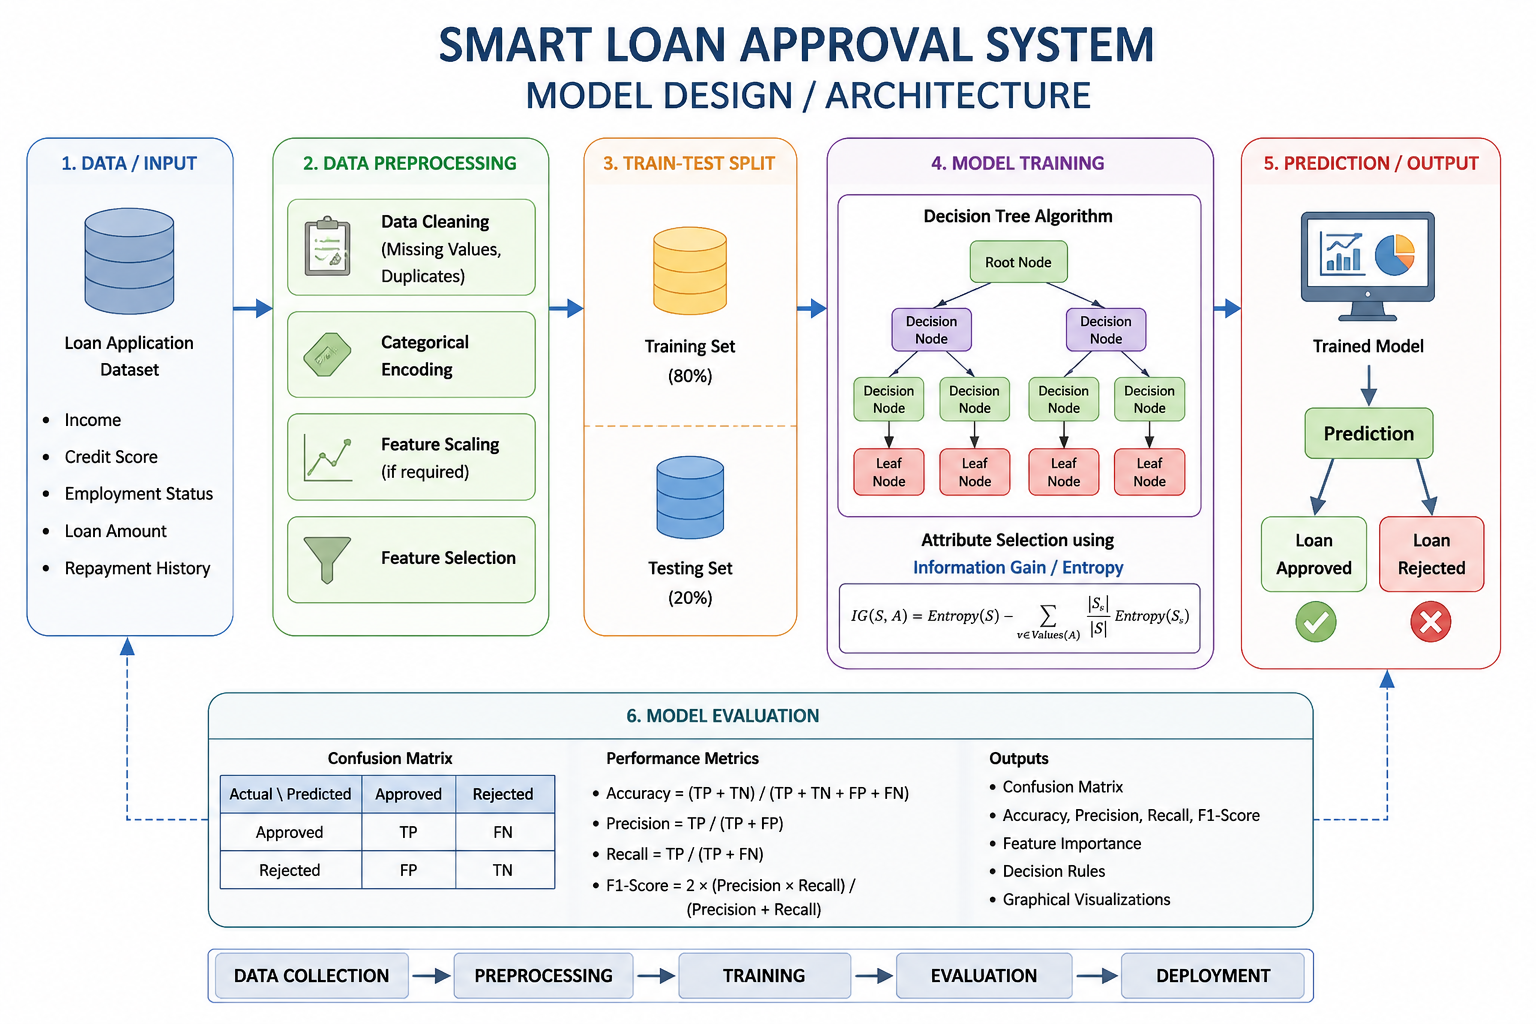 SMART LOAN APPROVAL SYSTEM
MODEL DESIGN / ARCHITECTURE
1. DATA / INPUT
Loan Application
Dataset
• Income
• Credit Score
• Employment Status
• Loan Amount
• Repayment History
2. DATA PREPROCESSING
Data Cleaning
(Missing Values,
Duplicates)
Categorical
Encoding
Feature Scaling
(if required)
Feature Selection
3. TRAIN-TEST SPLIT
Training Set
(80%)
Testing Set
(20%)
4. MODEL TRAINING
Decision Tree Algorithm
Root Node
Decision
Node
Decision
Node
Decision
Node
Decision
Node
Decision
Node
Decision
Node
Leaf
Node
Leaf
Node
Leaf
Node
Leaf
Node
Attribute Selection using
Information Gain / Entropy
IG(S, A) = Entropy(S) − ∑ v∈Values(A) |Sₛ| / |S| Entropy(Sₛ)
5. PREDICTION / OUTPUT
Trained Model
Prediction
Loan
Approved
Loan
Rejected
6. MODEL EVALUATION
Confusion Matrix
Actual \ Predicted Approved Rejected
Approved TP FN
Rejected FP TN
Performance Metrics
• Accuracy = (TP + TN) / (TP + TN + FP + FN)
• Precision = TP / (TP + FP)
• Recall = TP / (TP + FN)
• F1-Score = 2 × (Precision × Recall) /
(Precision + Recall)
Outputs
• Confusion Matrix
• Accuracy, Precision, Recall, F1-Score
• Feature Importance
• Decision Rules
• Graphical Visualizations
DATA COLLECTION
PREPROCESSING
TRAINING
EVALUATION
DEPLOYMENT